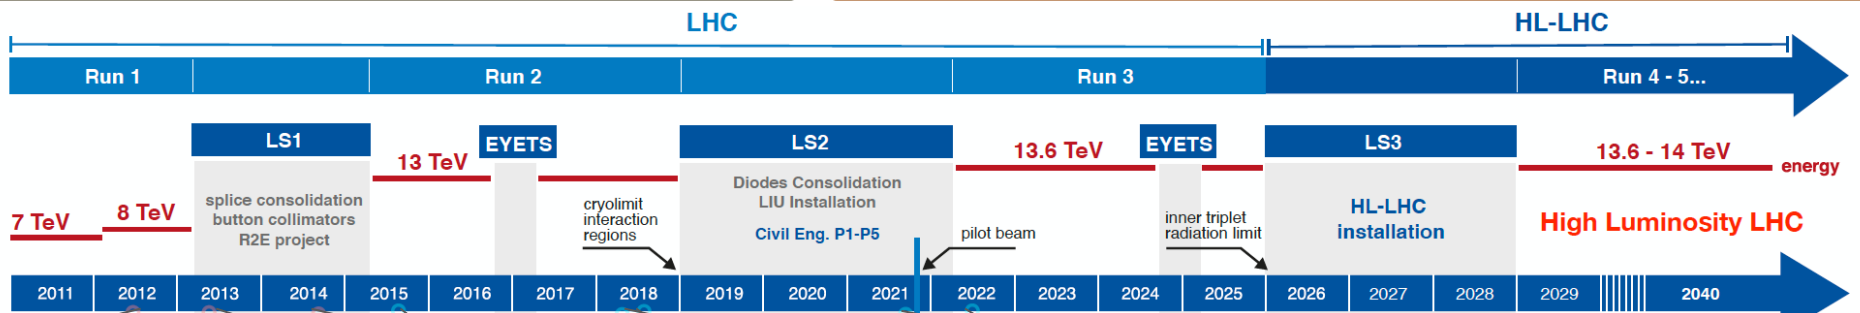 LHC
HL-LHC
Run 1
Run 2
Run 3
Run 4 - 5...
LS1
EYETS
LS2
EYETS
LS3
7 TeV
8 TeV
13 TeV
13.6 TeV
13.6 - 14 TeV
energy
splice consolidation
button collimators
R2E project
cryolimit
interaction
regions
Diodes Consolidation
LIU Installation
Civil Eng. P1-P5
pilot beam
inner triplet
radiation limit
HL-LHC
installation
High Luminosity LHC
2011
2012
2013
2014
2015
2016
2017
2018
2019
2020
2021
2022
2023
2024
2025
2026
2027
2028
2029
2040